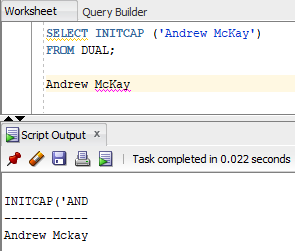 Worksheet Query Builder
SELECT INITCAP ('Andrew McKay')
FROM DUAL;
Andrew McKay
Script Output x
Task completed in 0.022 seconds
INITCAP('AND
------------
Andrew Mckay